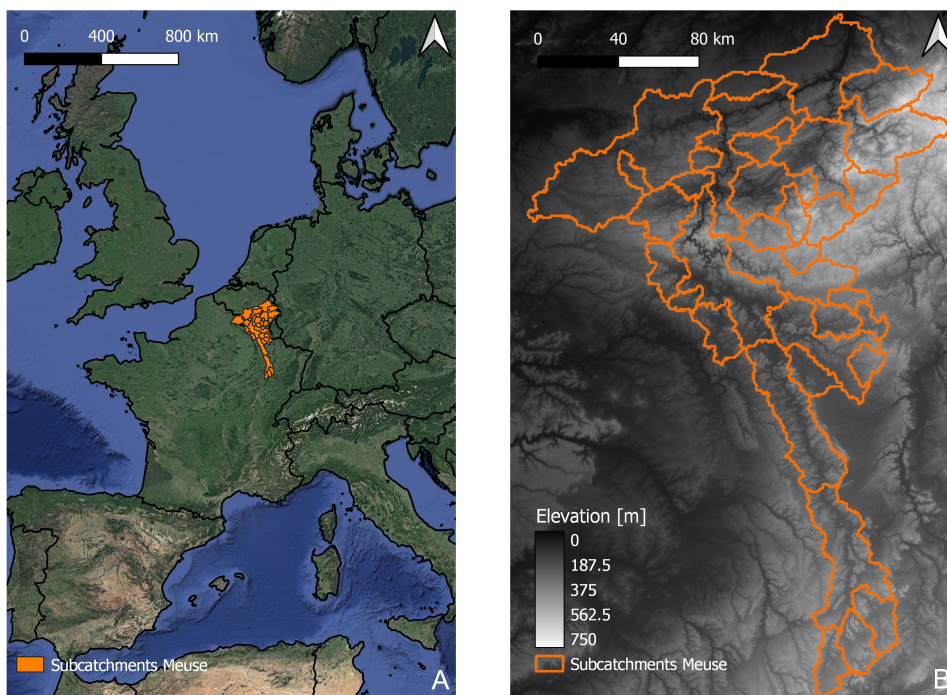 0 400 800 km
Subcatchments Meuse
A
0 40 80 km
Elevation [m]
0
187.5
375
562.5
750
Subcatchments Meuse
B